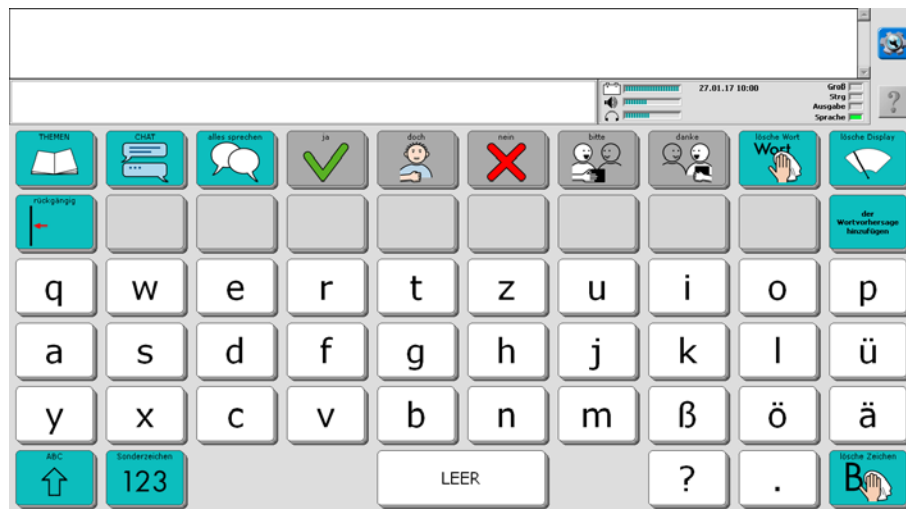 27.01.17 10:00
Groß
Strg
Ausgabe
Sprache
?
THEMEN CHAT alles sprechen ja doch nein bitte danke lösche Wort lösche Display
Wort
rückgängig
der
Wortvorhersage
hinzufügen
q w e r t z u i o p
a s d f g h j k l ü
y x c v b n m ß ö ä
ABC Sonderzeichen lösche Zeichen
123 LEER ? . B